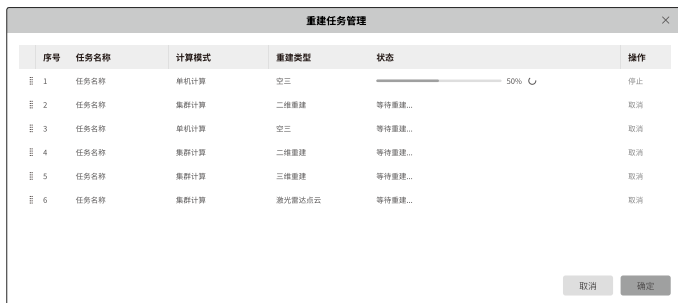 重建任务管理
序号 任务名称 计算模式 重建类型 状态 操作
1 任务名称 单机计算 空三 50% 停止
2 任务名称 集群计算 二维重建 等待重建... 取消
3 任务名称 单机计算 空三 等待重建... 取消
4 任务名称 集群计算 二维重建 等待重建... 取消
5 任务名称 集群计算 三维重建 等待重建... 取消
6 任务名称 集群计算 激光雷达点云 等待重建... 取消
取消 确定